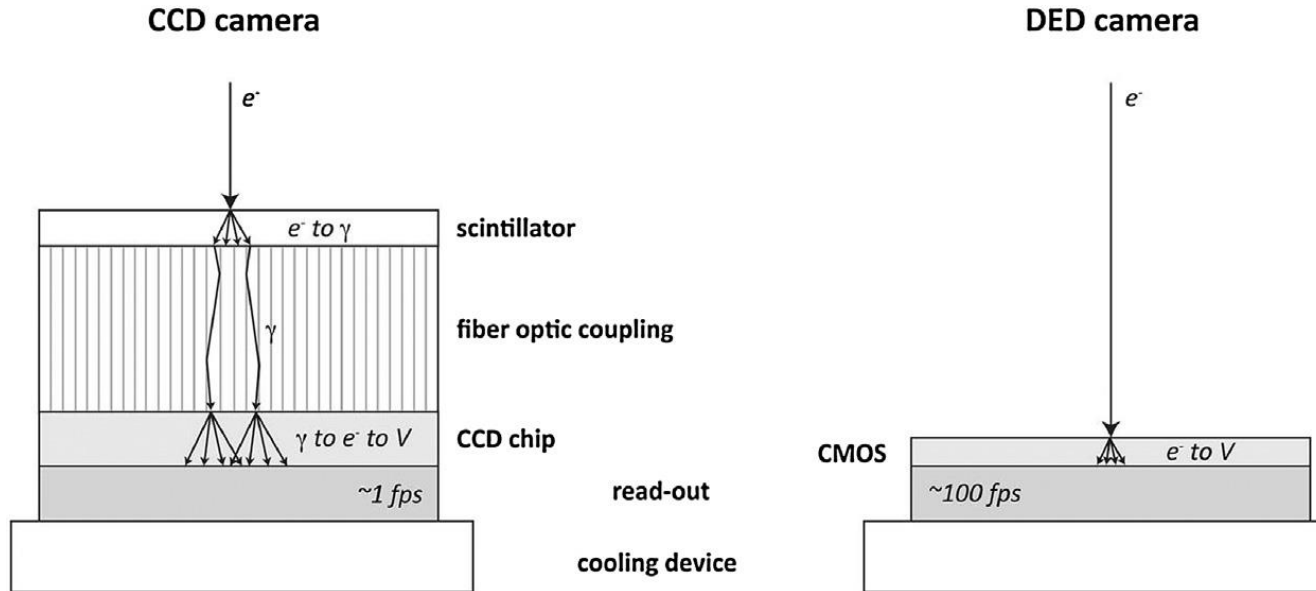 CCD camera
DED camera
e⁻
e⁻
e⁻ to γ
scintillator
γ
fiber optic coupling
γ to e⁻ to V
CCD chip
CMOS
e⁻ to V
~1 fps
read-out
~100 fps
cooling device